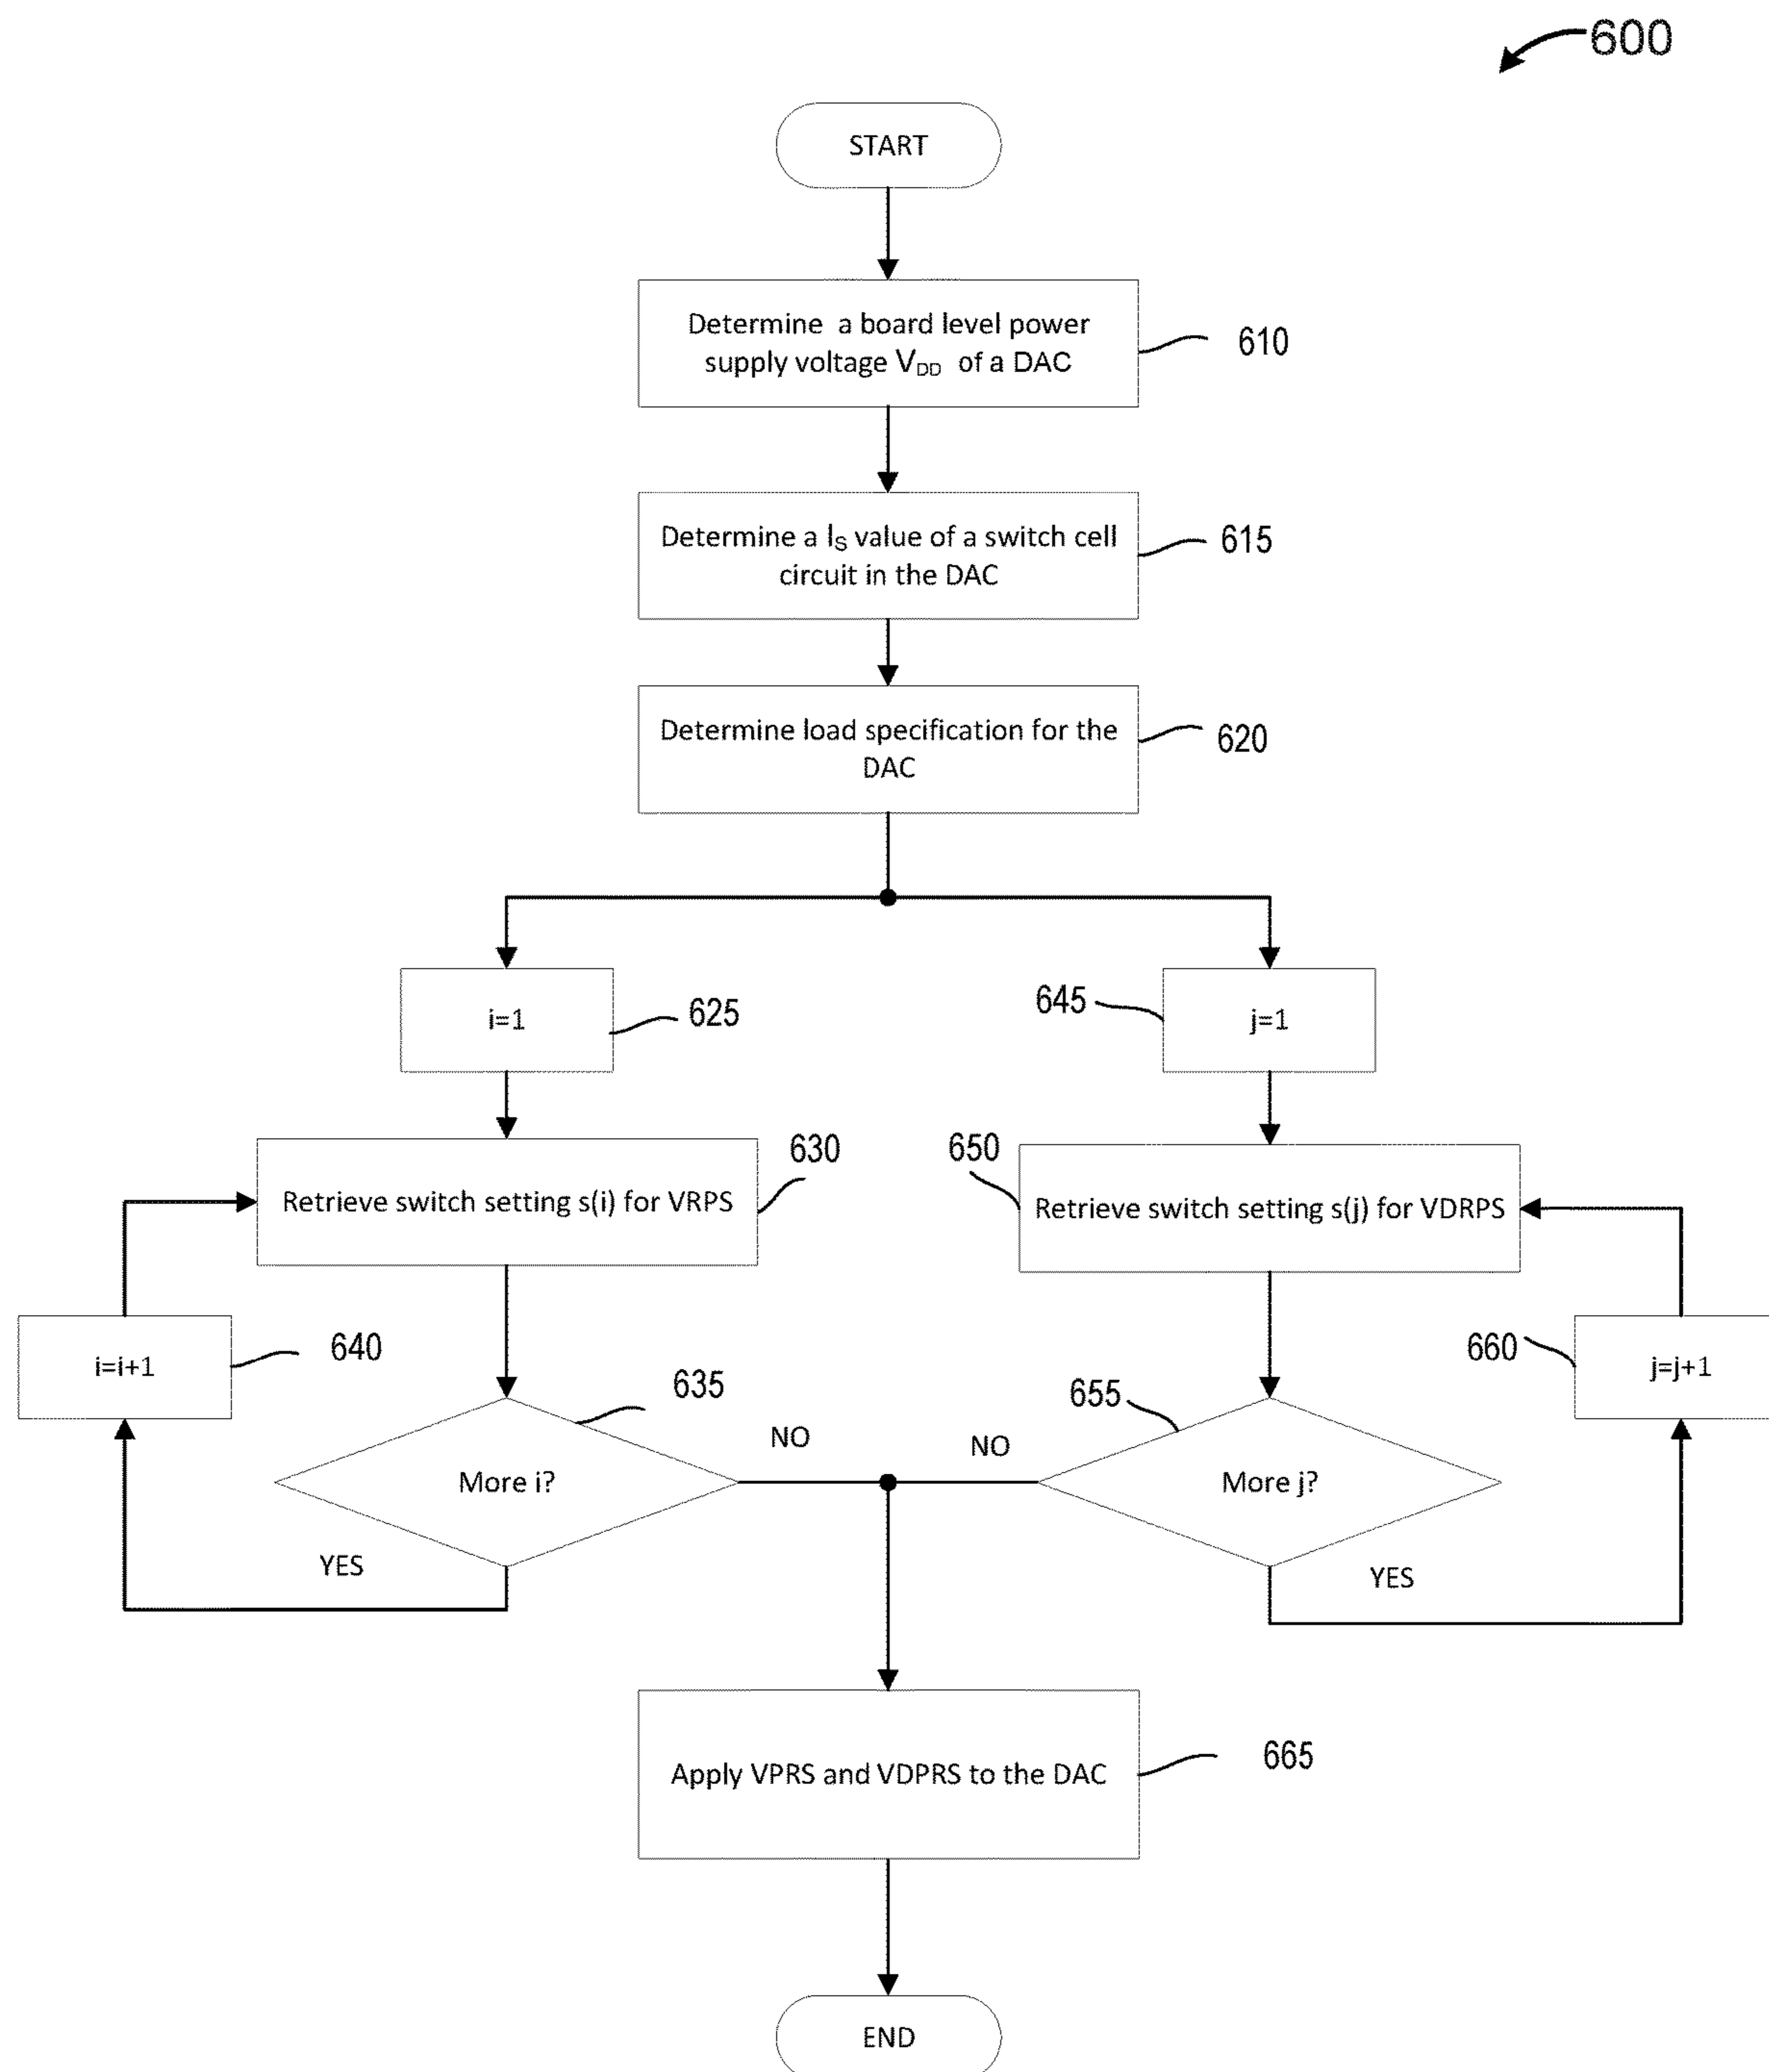 600
START
Determine a board level power
supply voltage VDD of a DAC
610
Determine a IS value of a switch cell
circuit in the DAC
615
Determine load specification for the
DAC
620
i=1
625
645
j=1
Retrieve switch setting s(i) for VRPS
630
650
Retrieve switch setting s(j) for VDRPS
i=i+1
640
660
j=j+1
635
655
More i?
NO
NO
More j?
YES
YES
Apply VPRS and VDPRS to the DAC
665
END